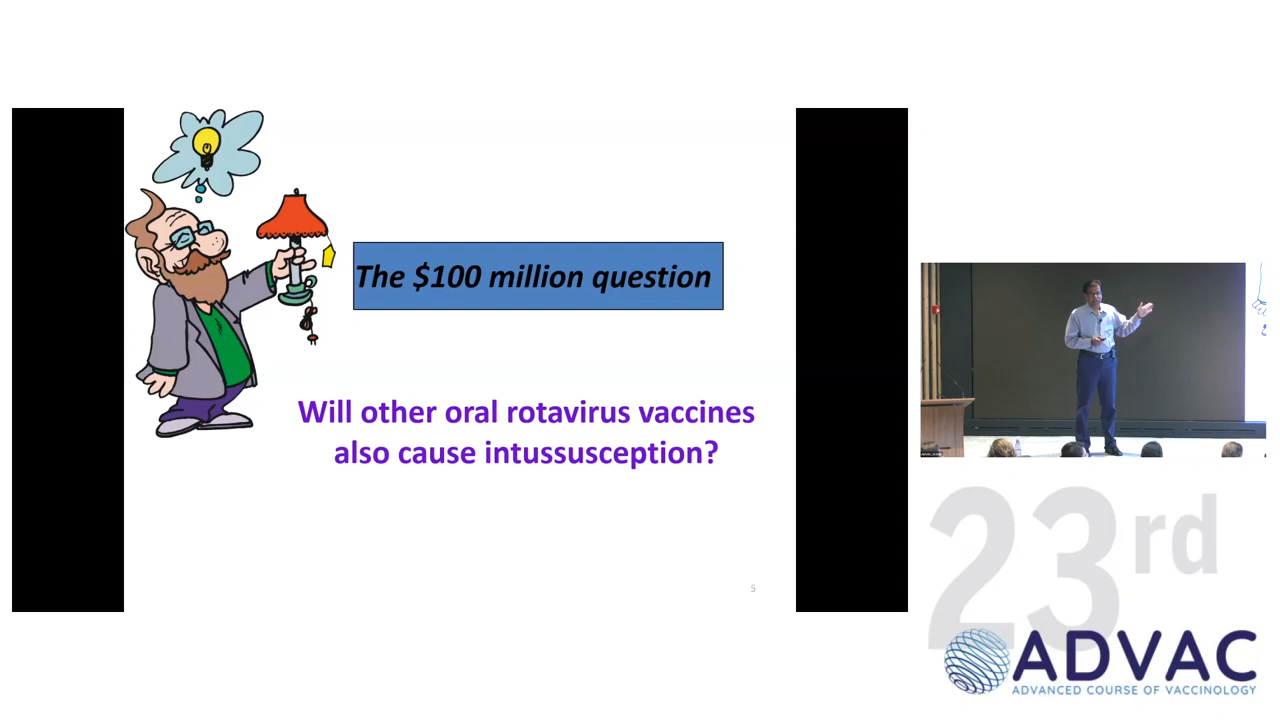 The $100 million question
Will other oral rotavirus vaccines
also cause intussusception?
5
23rd
ADVAC
ADVANCED COURSE OF VACCINOLOGY